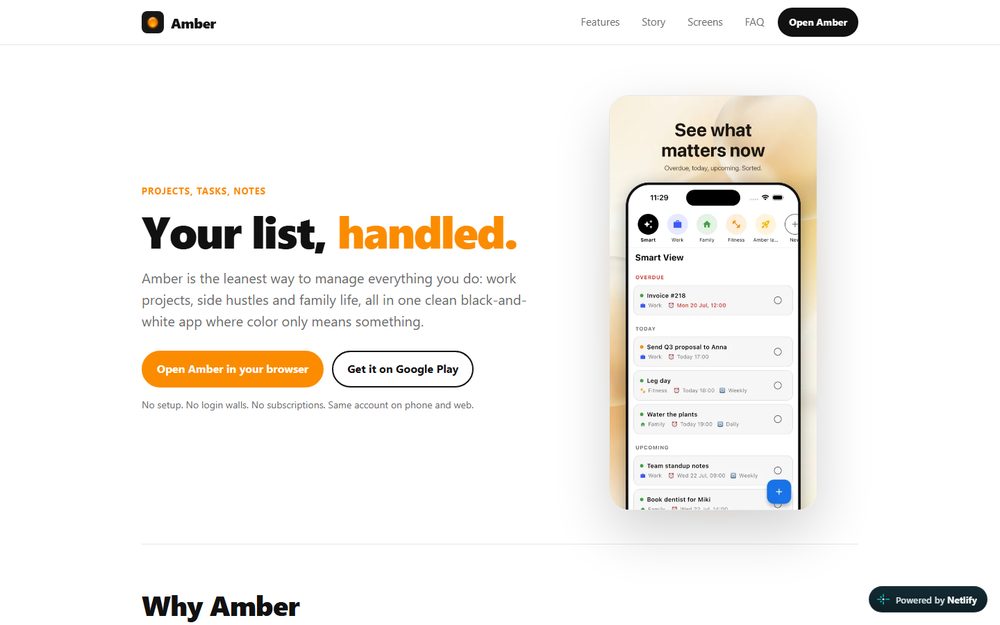 Amber
Features
Story
Screens
FAQ
Open Amber
PROJECTS, TASKS, NOTES
Your list, handled.
Amber is the leanest way to manage everything you do: work
projects, side hustles and family life, all in one clean black-and-
white app where color only means something.
Open Amber in your browser
Get it on Google Play
No setup. No login walls. No subscriptions. Same account on phone and web.
See what
matters now
Overdue, today, upcoming. Sorted.
11:29
Smart
Work
Family
Fitness
Amber la...
Smart View
OVERDUE
Invoice #218
Work Mon 20 Jul, 12:00
TODAY
Send Q3 proposal to Anna
Work Today 17:00
Leg day
Fitness Today 18:00 Weekly
Water the plants
Family Today 19:00 Daily
UPCOMING
Team standup notes
Work Wed 22 Jul, 09:00 Weekly
Book dentist for Miki
Why Amber
Powered by Netlify